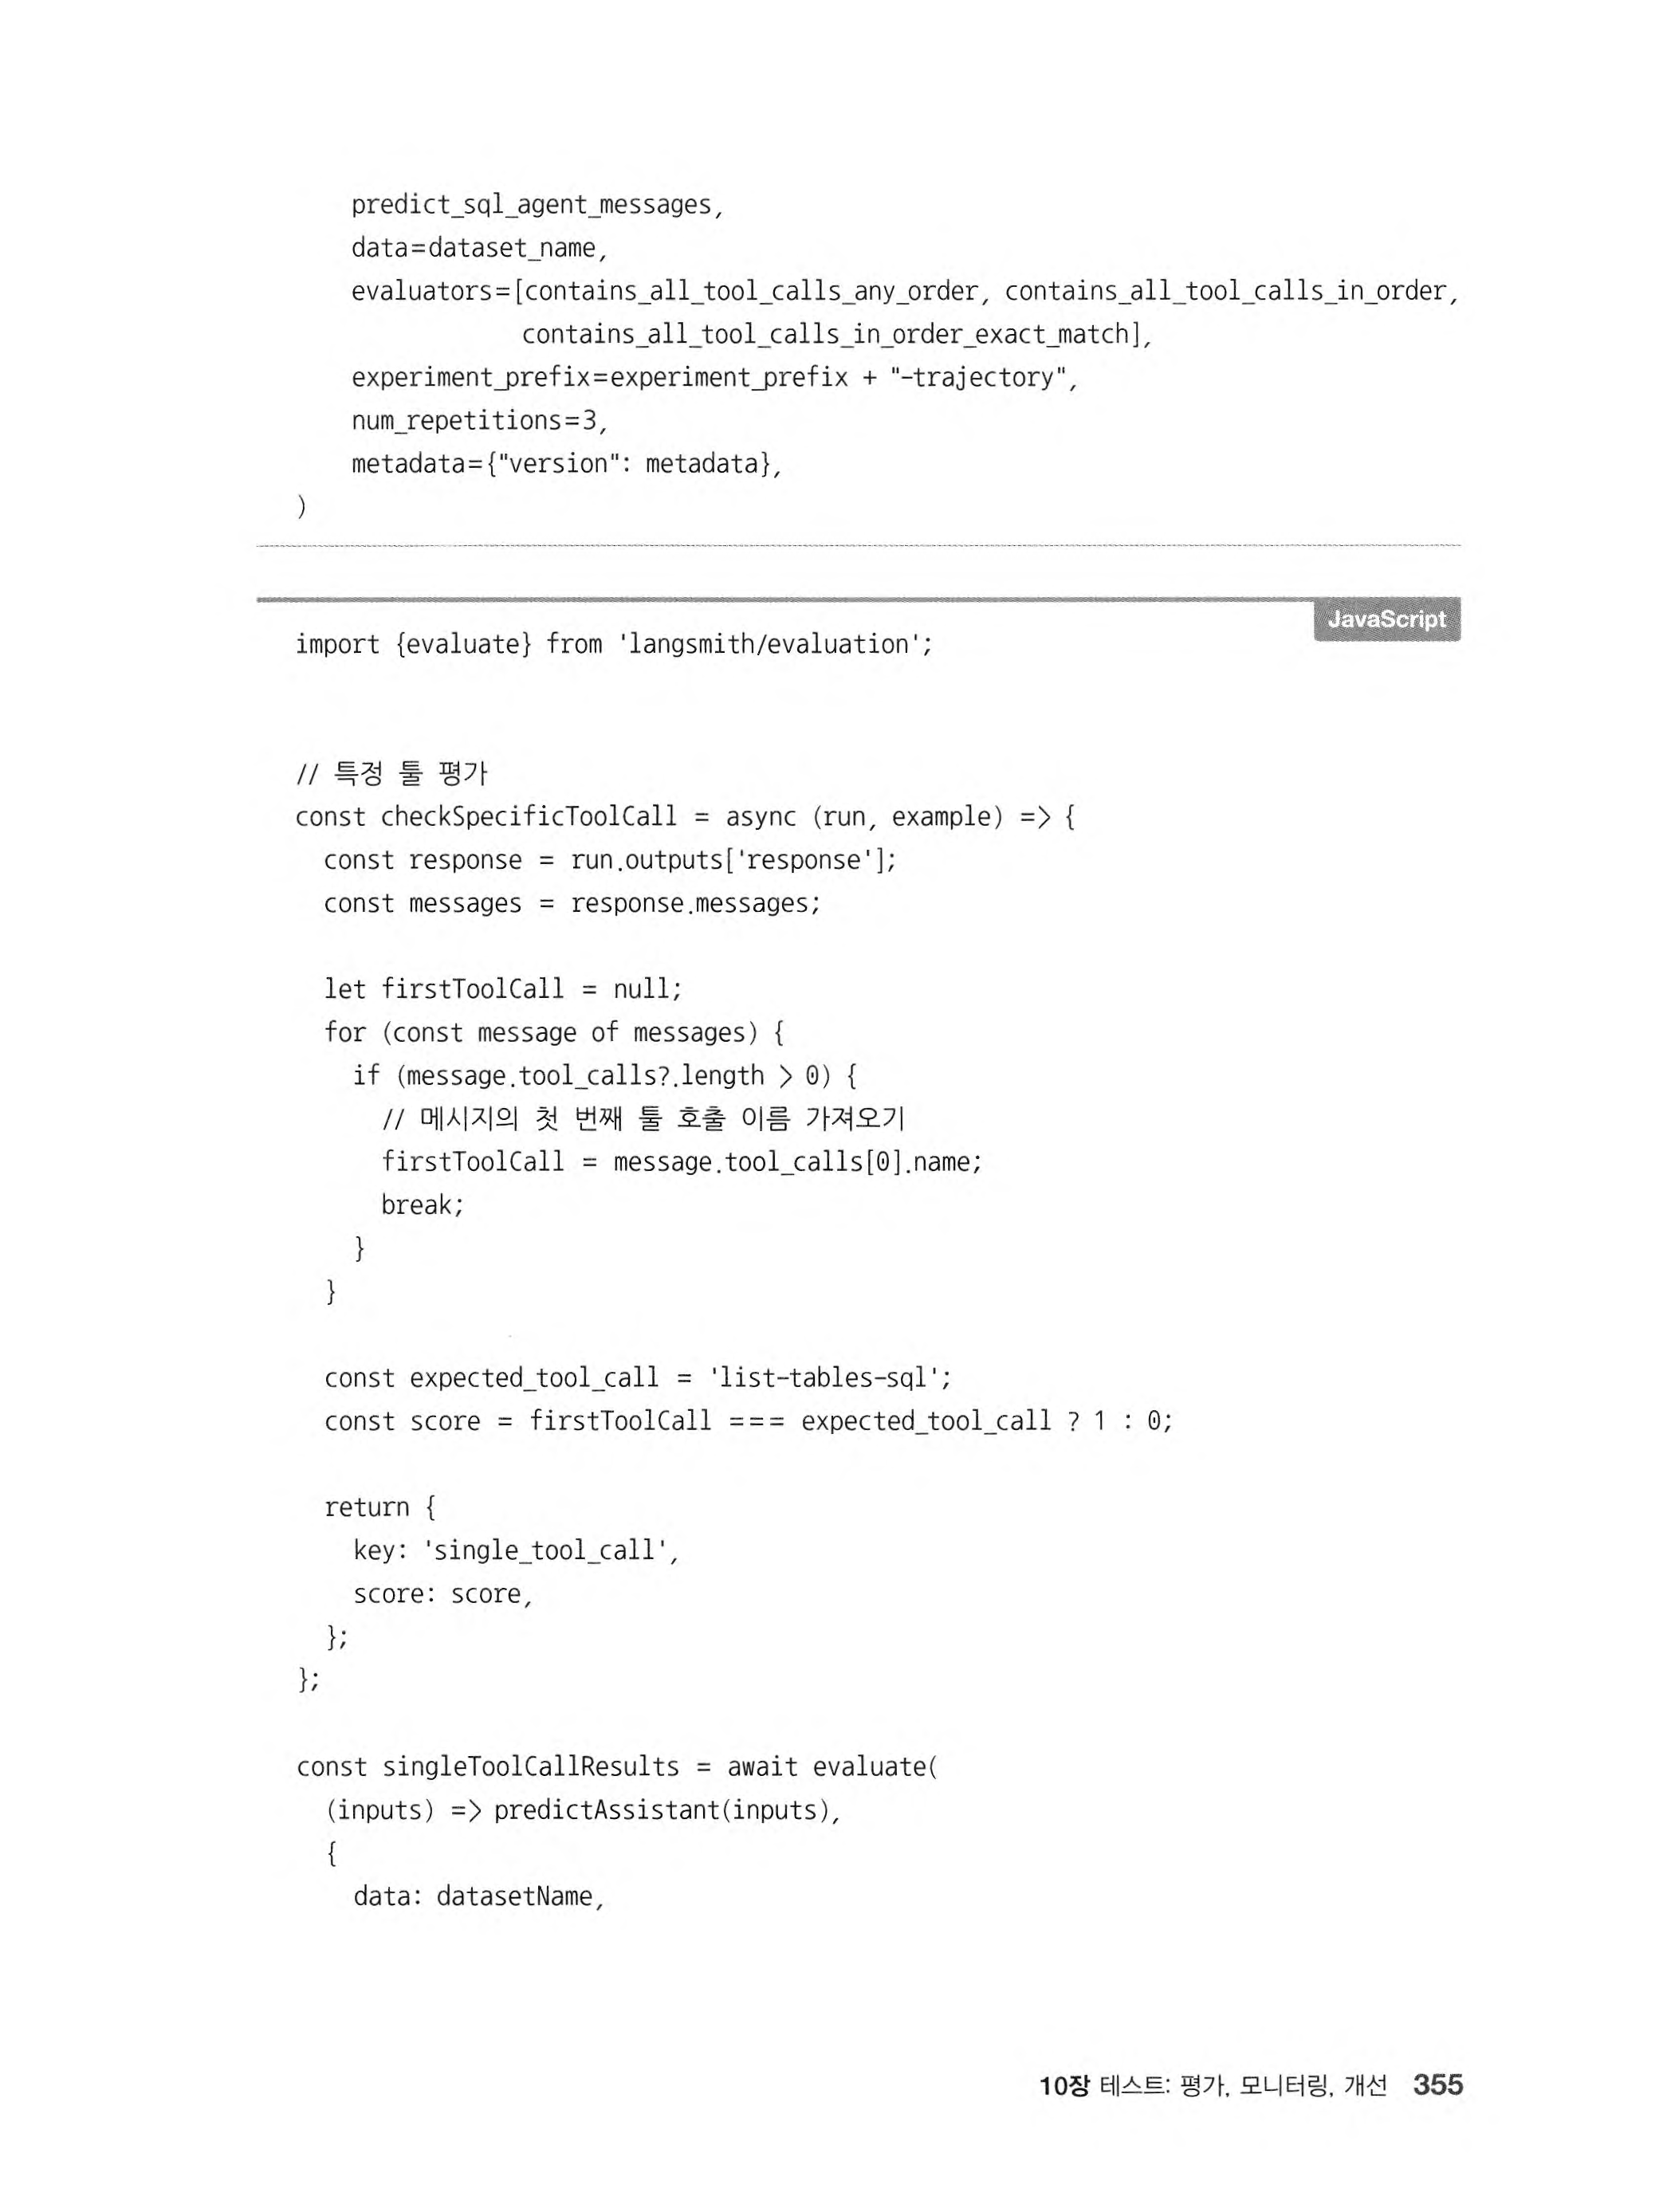 predict_sql_agent_messages,
    data=dataset_name,
    evaluators=[contains_all_tool_calls_any_order, contains_all_tool_calls_in_order,
                contains_all_tool_calls_in_order_exact_match],
    experiment_prefix=experiment_prefix + "-trajectory",
    num_repetitions=3,
    metadata={"version": metadata},
)
JavaScript
import {evaluate} from 'langsmith/evaluation';
// 특정 툴 평가
const checkSpecificToolCall = async (run, example) => {
  const response = run.outputs['response'];
  const messages = response.messages;
  let firstToolCall = null;
  for (const message of messages) {
    if (message.tool_calls?.length > 0) {
      // 메시지의 첫 번째 툴 호출 이름 가져오기
      firstToolCall = message.tool_calls[0].name;
      break;
    }
  }
  const expected_tool_call = 'list-tables-sql';
  const score = firstToolCall === expected_tool_call ? 1 : 0;
  return {
    key: 'single_tool_call',
    score: score,
  };
};
const singleToolCallResults = await evaluate(
  (inputs) => predictAssistant(inputs),
  {
    data: datasetName,
10장 테스트: 평가, 모니터링, 개선 355